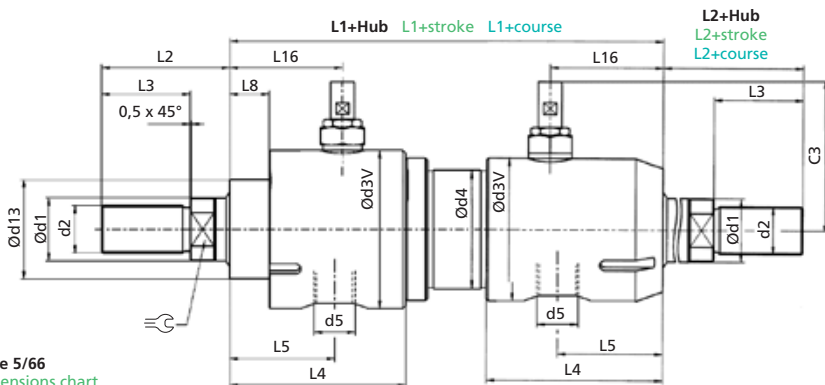 L1+Hub L1+stroke L1+course
L2+Hub
L2+stroke
L2+course
L2
L16
L16
L3
L8
L3
0,5 x 45°
C3
Ød13
Ød1
d2
Ød3V
Ød4
Ød3V
Ød1
d2
d5
d5
L5
L5
L4
L4
e 5/66
ensions chart